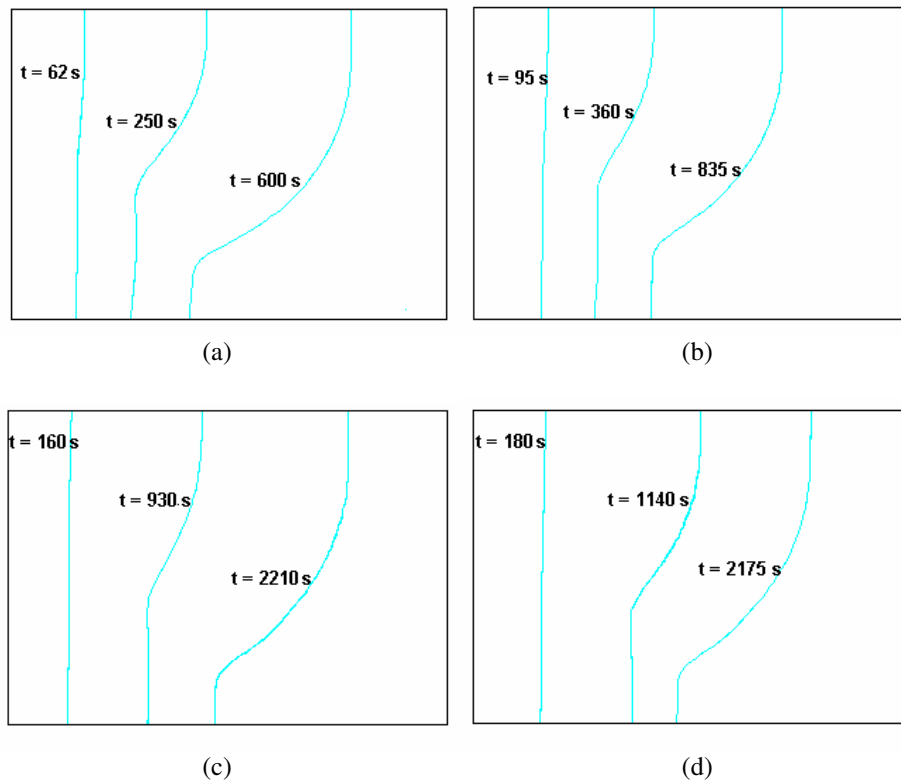 t = 62 s
t = 250 s
t = 600 s
(a)
t = 95 s
t = 360 s
t = 835 s
(b)
t = 160 s
t = 930 s
t = 2210 s
(c)
t = 180 s
t = 1140 s
t = 2175 s
(d)